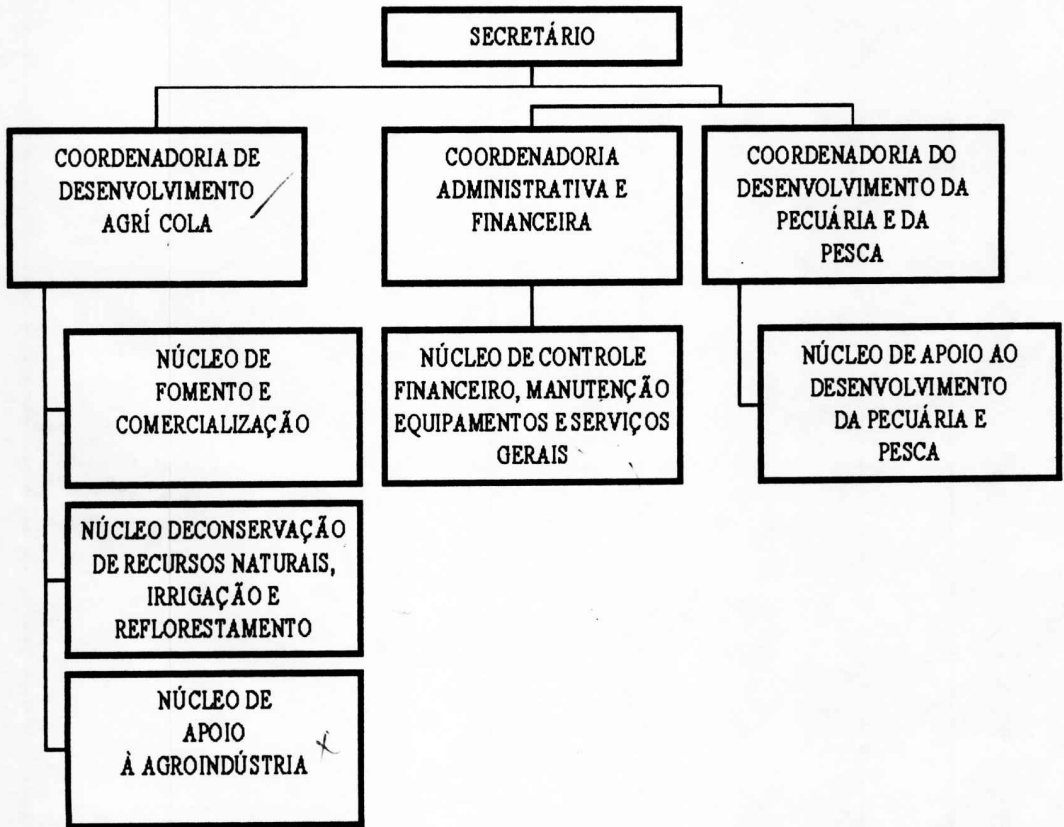 SECRETÁRIO
COORDENADORIA DE
DESENVOLVIMENTO
AGRÍ COLA
COORDENADORIA
ADMINISTRATIVA E
FINANCEIRA
COORDENADORIA DO
DESENVOLVIMENTO DA
PECUÁRIA E DA
PESCA
NÚCLEO DE
FOMENTO E
COMERCIALIZAÇÃO
NÚCLEO DE CONTROLE
FINANCEIRO, MANUTENÇÃO
EQUIPAMENTOS E SERVIÇOS
GERAIS
NÚCLEO DE APOIO AO
DESENVOLVIMENTO
DA PECUÁRIA E
PESCA
NÚCLEO DECONSERVAÇÃO
DE RECURSOS NATURAIS,
IRRIGAÇÃO E
REFLORESTAMENTO
NÚCLEO DE
APOIO
À AGROINDÚSTRIA